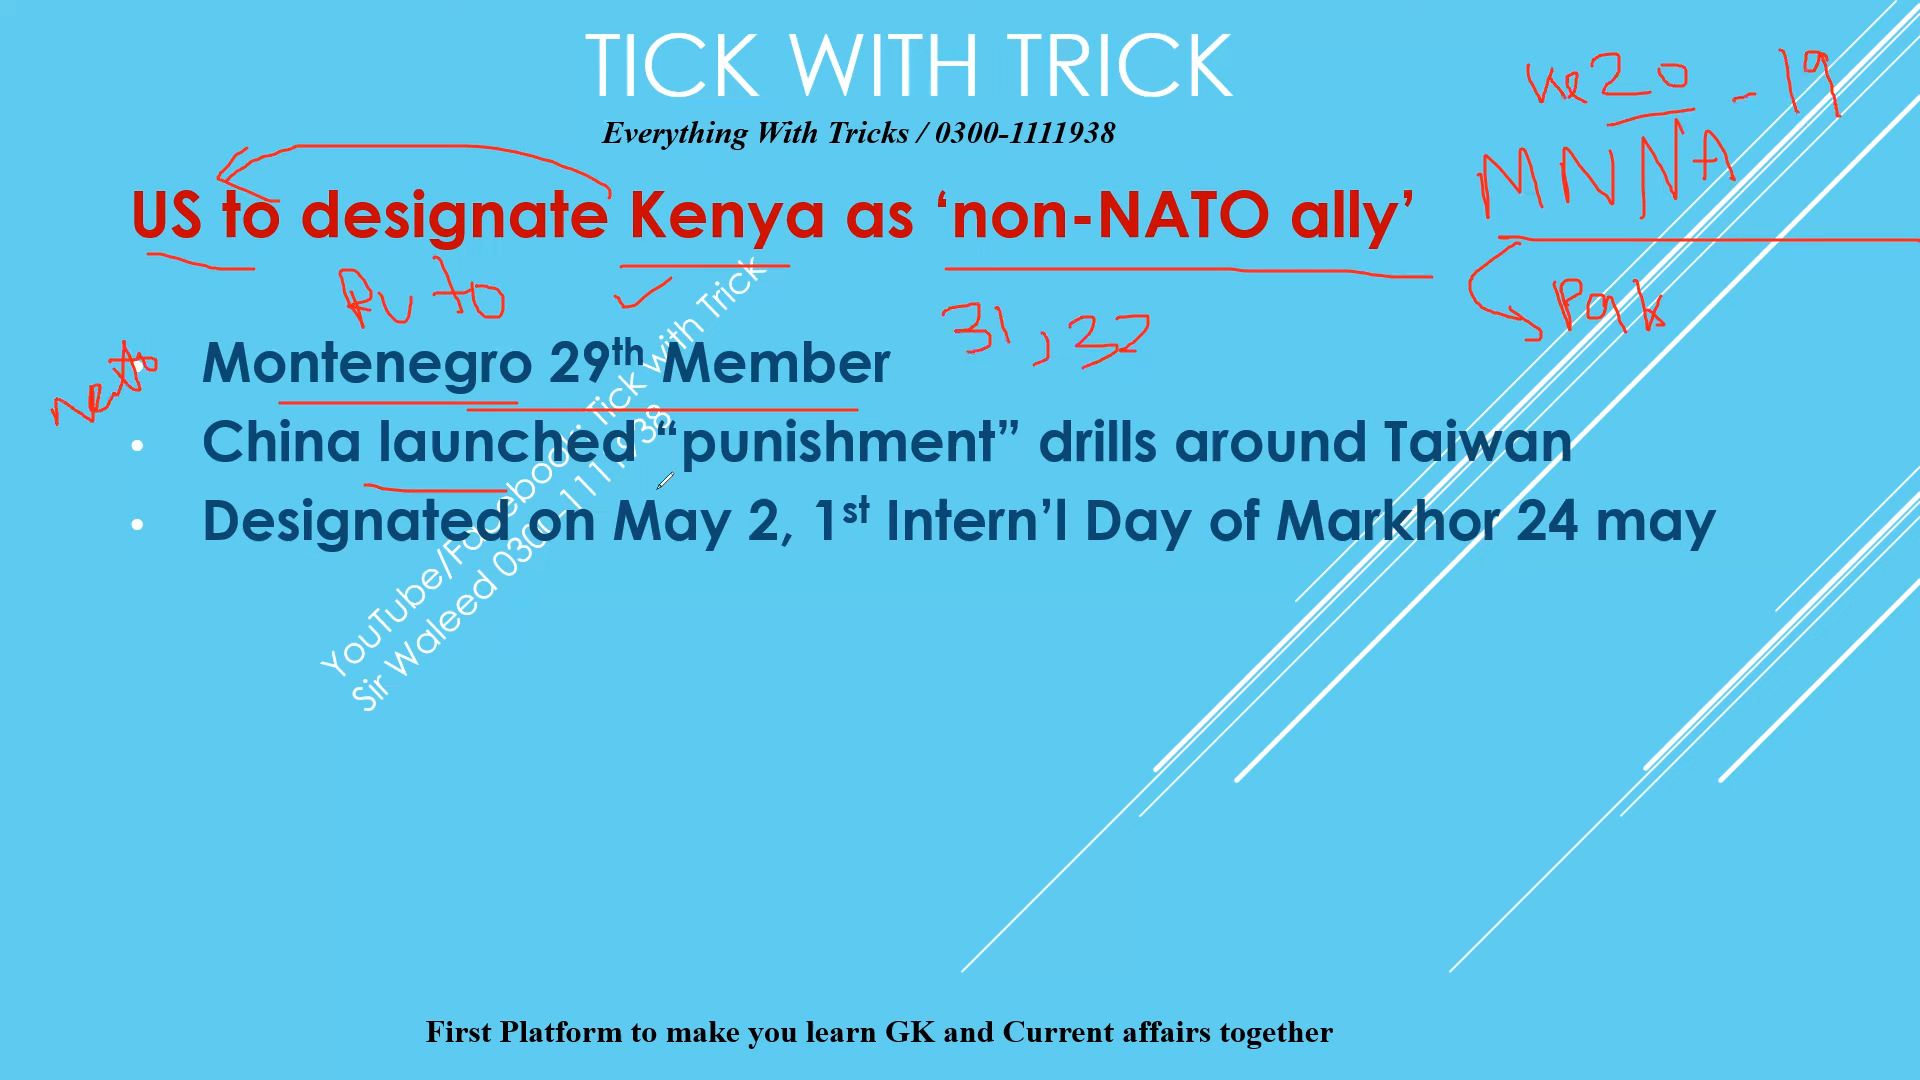 TICK WITH TRICK
Everything With Tricks / 0300-1111938
Ke 20 - 19
MNNA
US to designate Kenya as ‘non-NATO ally’
Ruto
Pak
31, 32
nato
• Montenegro 29th Member
• China launched “punishment” drills around Taiwan
• Designated on May 2, 1st Intern’l Day of Markhor 24 may
YouTube/Facebook: Tick with Trick
Sir Waleed 0300-1111938
First Platform to make you learn GK and Current affairs together